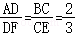 AD/DF = BC/CE = 2/3